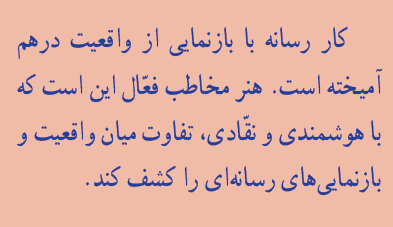 کار رسانه با بازنمایی از واقعیت درهم
آمیخته است. هنر مخاطب فعّال این است که
با هوشمندی و نقّادی، تفاوت میان واقعیت و
بازنمایی‌های رسانه‌ای را کشف کند.